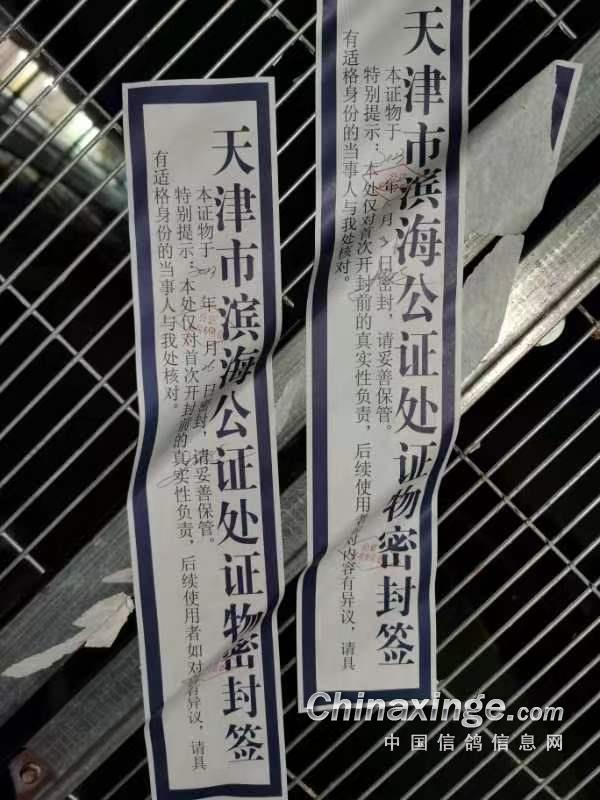 天津市滨海公证处证物密封签
本证物于 年 月 日密封，请妥善保管。
特别提示：本处仅对首次开封前的真实性负责，后续使用者如对内容有异议，请具
有适格身份的当事人与我处核对。
天津市滨海公证处证物密封签
本证物于2019年 月 日密封，请妥善保管。
特别提示：本处仅对首次开封前的真实性负责，后续使用者如对 容异议，请具
有适格身份的当事人与我处核对。
Chinaxinge.com
中国信鸽信息网